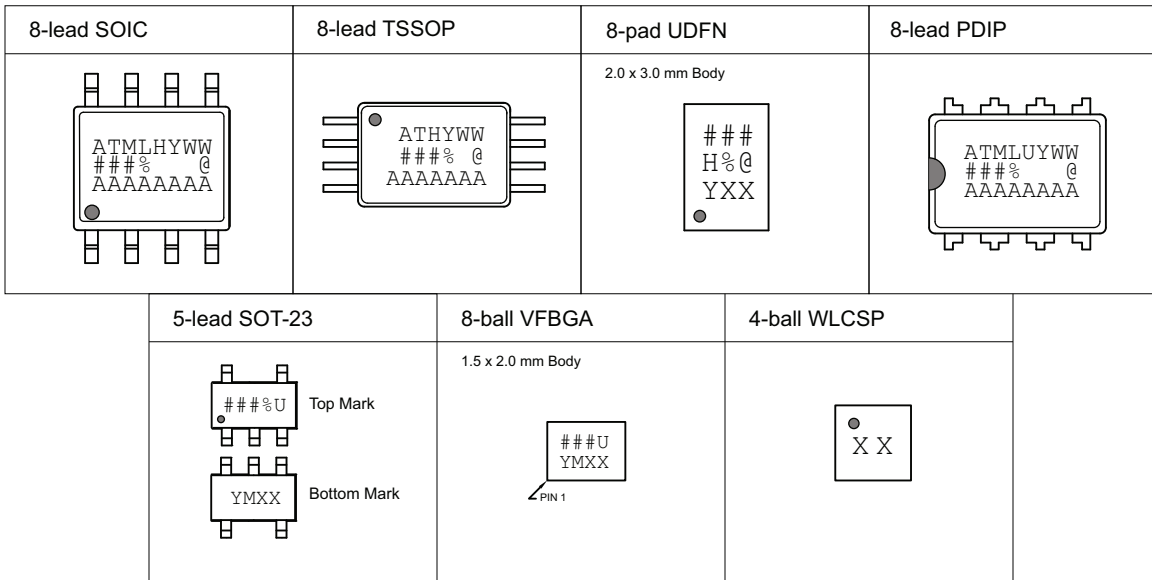 8-lead SOIC
ATMLHYWW
###% @
AAAAAAAA
8-lead TSSOP
ATHYWW
###% @
AAAAAAA
8-pad UDFN
2.0 x 3.0 mm Body
###
H%@
YXX
8-lead PDIP
ATMLUYWW
###% @
AAAAAAAA
5-lead SOT-23
###%U
Top Mark
YMXX
Bottom Mark
8-ball VFBGA
1.5 x 2.0 mm Body
###U
YMXX
PIN 1
4-ball WLCSP
X X